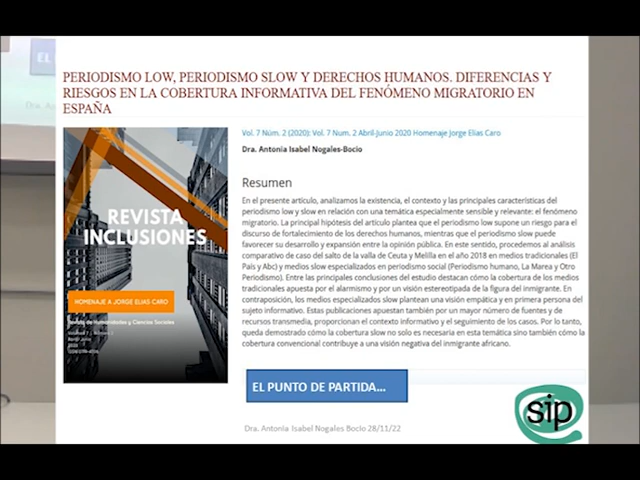 PERIODISMO LOW, PERIODISMO SLOW Y DERECHOS HUMANOS. DIFERENCIAS Y
RIESGOS EN LA COBERTURA INFORMATIVA DEL FENÓMENO MIGRATORIO EN
ESPAÑA
Vol. 7 Núm. 2 (2020): Vol. 7 Num. 2 Abril-Junio 2020 Homenaje Jorge Elias Caro
Dra. Antonia Isabel Nogales-Bocio
Resumen
En el presente artículo, analizamos la existencia, el contexto y las principales características del
periodismo low y slow en relación con una temática especialmente sensible y relevante: el fenómeno
migratorio. La principal hipótesis del artículo plantea que el periodismo low supone un riesgo para el
discurso de fortalecimiento de los derechos humanos, mientras que el periodismo slow puede
favorecer su desarrollo y expansión entre la opinión pública. En este sentido, procedemos al análisis
comparativo de caso del salto de la valla de Ceuta y Melilla en el año 2018 en medios tradicionales (El
País y Abc) y medios slow especializados en periodismo social (Periodismo humano, La Marea y Otro
Periodismo). Entre las principales conclusiones del estudio destacan cómo la cobertura de los medios
tradicionales apuesta por el alarmismo y por un visión estereotipada de la figura del inmigrante. En
contraposición, los medios especializados slow plantean una visión empática y en primera persona del
sujeto informativo. Estas publicaciones apuestan también por un mayor número de fuentes y de
recursos transmedia, proporcionan el contexto informativo y el seguimiento de los casos. Por lo tanto,
queda demostrado cómo la cobertura slow no solo es necesaria en esta temática sino también cómo la
cobertura convencional contribuye a una visión negativa del inmigrante africano.
REVISTA
INCLUSIONES
HOMENAJE A JORGE ELIAS CARO
Revista de Humanidades y Ciencias Sociales
EL PUNTO DE PARTIDA...
Dra. Antonia Isabel Nogales Bocio 28/11/22
sip
EL
Dra. A